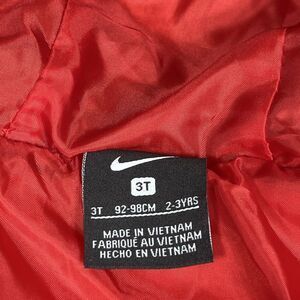 3T
3T 92-98CM 2-3YRS
MADE IN VIETNAM
FABRIQUÉ AU VIETNAM
HECHO EN VIETNAM